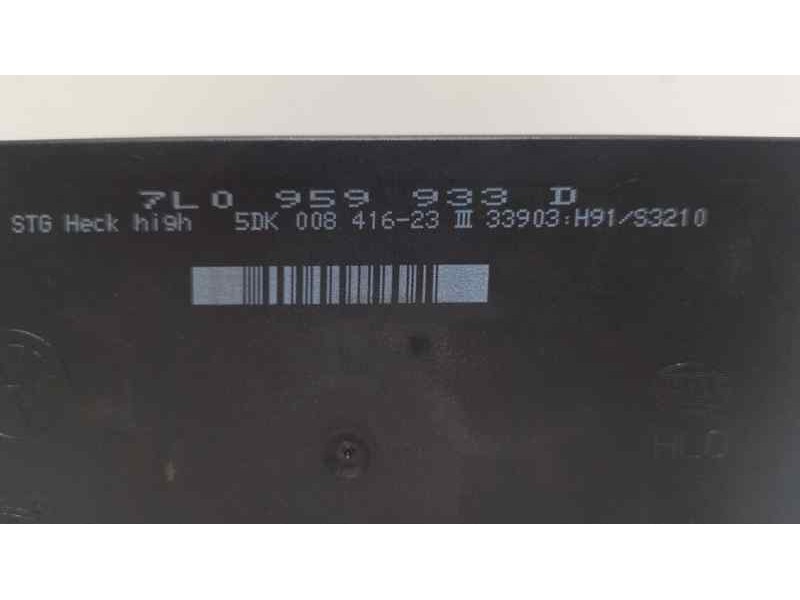 7L0 959 933 D
STG Heck high 5DK 008 416-23 III 33903:H91/S3210